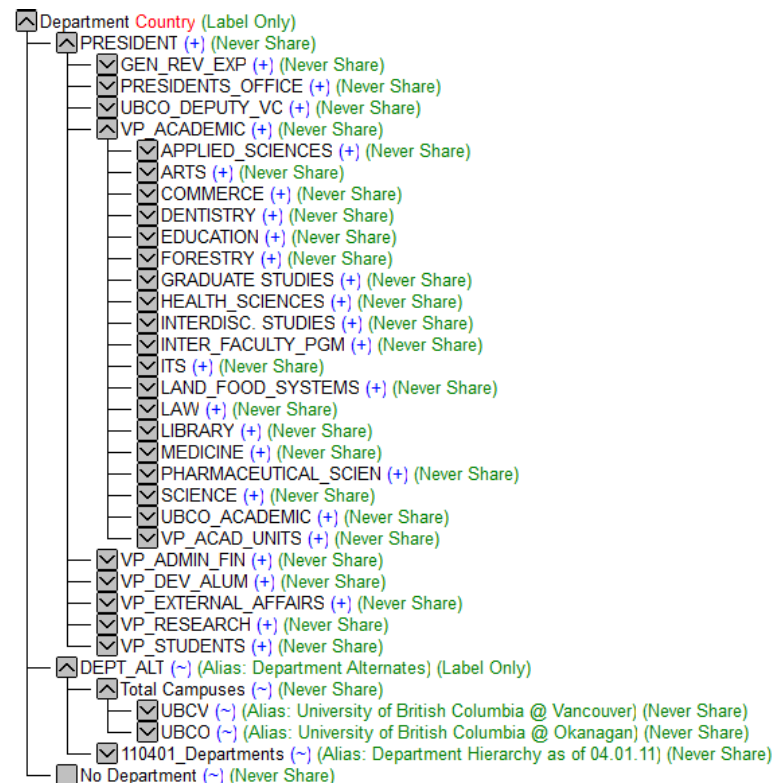 Department Country (Label Only)
PRESIDENT (+) (Never Share)
GEN_REV_EXP (+) (Never Share)
PRESIDENTS_OFFICE (+) (Never Share)
UBCO_DEPUTY_VC (+) (Never Share)
VP_ACADEMIC (+) (Never Share)
APPLIED_SCIENCES (+) (Never Share)
ARTS (+) (Never Share)
COMMERCE (+) (Never Share)
DENTISTRY (+) (Never Share)
EDUCATION (+) (Never Share)
FORESTRY (+) (Never Share)
GRADUATE STUDIES (+) (Never Share)
HEALTH_SCIENCES (+) (Never Share)
INTERDISC. STUDIES (+) (Never Share)
INTER_FACULTY_PGM (+) (Never Share)
ITS (+) (Never Share)
LAND_FOOD_SYSTEMS (+) (Never Share)
LAW (+) (Never Share)
LIBRARY (+) (Never Share)
MEDICINE (+) (Never Share)
PHARMACEUTICAL_SCIEN (+) (Never Share)
SCIENCE (+) (Never Share)
UBCO_ACADEMIC (+) (Never Share)
VP_ACAD_UNITS (+) (Never Share)
VP_ADMIN_FIN (+) (Never Share)
VP_DEV_ALUM (+) (Never Share)
VP_EXTERNAL_AFFAIRS (+) (Never Share)
VP_RESEARCH (+) (Never Share)
VP_STUDENTS (+) (Never Share)
DEPT_ALT (~) (Alias: Department Alternates) (Label Only)
Total Campuses (~) (Never Share)
UBCV (~) (Alias: University of British Columbia @ Vancouver) (Never Share)
UBCO (~) (Alias: University of British Columbia @ Okanagan) (Never Share)
110401_Departments (~) (Alias: Department Hierarchy as of 04.01.11) (Never Share)
No Department (~) (Never Share)